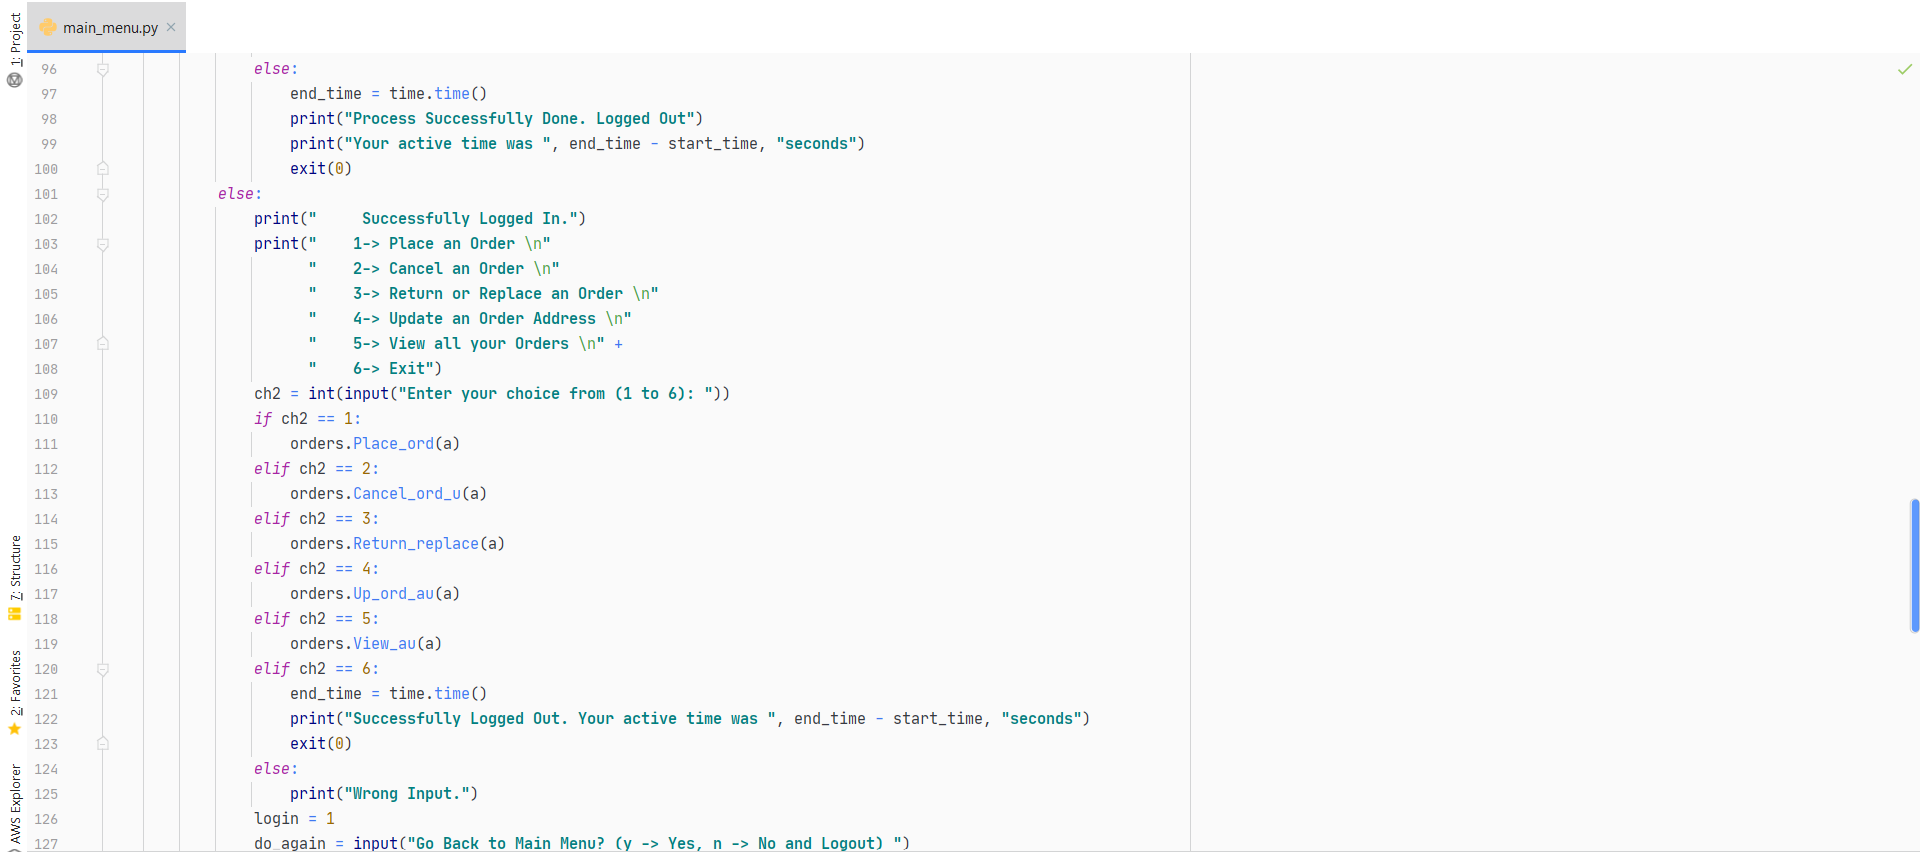 main_menu.py ×
1: Project
7: Structure
2: Favorites
AWS Explorer
96 else:
97 end_time = time.time()
98 print("Process Successfully Done. Logged Out")
99 print("Your active time was ", end_time - start_time, "seconds")
100 exit(0)
101 else:
102 print("     Successfully Logged In.")
103 print("    1-> Place an Order \n"
104 "    2-> Cancel an Order \n"
105 "    3-> Return or Replace an Order \n"
106 "    4-> Update an Order Address \n"
107 "    5-> View all your Orders \n" +
108 "    6-> Exit")
109 ch2 = int(input("Enter your choice from (1 to 6): "))
110 if ch2 == 1:
111 orders.Place_ord(a)
112 elif ch2 == 2:
113 orders.Cancel_ord_u(a)
114 elif ch2 == 3:
115 orders.Return_replace(a)
116 elif ch2 == 4:
117 orders.Up_ord_au(a)
118 elif ch2 == 5:
119 orders.View_au(a)
120 elif ch2 == 6:
121 end_time = time.time()
122 print("Successfully Logged Out. Your active time was ", end_time - start_time, "seconds")
123 exit(0)
124 else:
125 print("Wrong Input.")
126 login = 1
127 do_again = input("Go Back to Main Menu? (y -> Yes, n -> No and Logout) ")